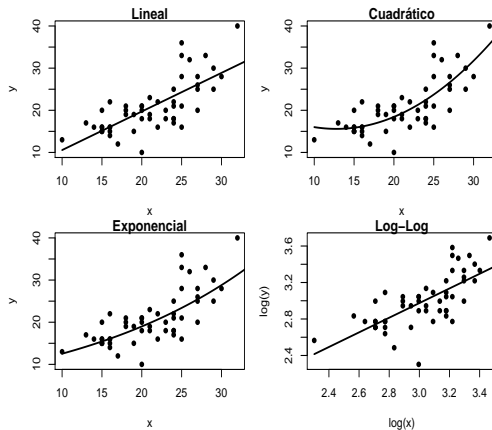 Lineal
y
10 20 30 40
10 15 20 25 30
x
Cuadrático
y
10 20 30 40
10 15 20 25 30
x
Exponencial
y
10 20 30 40
10 15 20 25 30
x
Log−Log
log(y)
2.4 2.8 3.2 3.6
2.4 2.6 2.8 3.0 3.2 3.4
log(x)